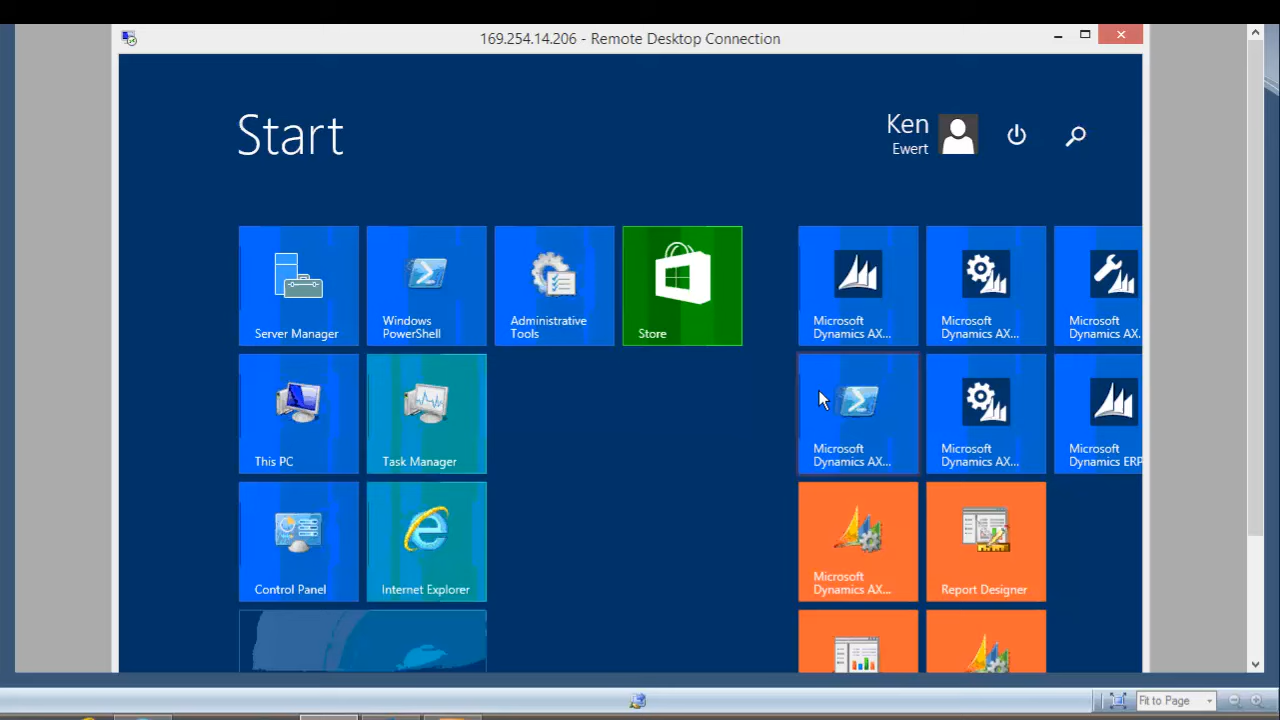 169.254.14.206 - Remote Desktop Connection
Start
Ken
Ewert
Server Manager
Windows
PowerShell
Administrative
Tools
Store
Microsoft
Dynamics AX...
Microsoft
Dynamics AX...
Microsoft
Dynamics AX.
This PC
Task Manager
Microsoft
Dynamics AX...
Microsoft
Dynamics AX...
Microsoft
Dynamics ERP
Control Panel
Internet Explorer
Microsoft
Dynamics AX...
Report Designer
Fit to Page